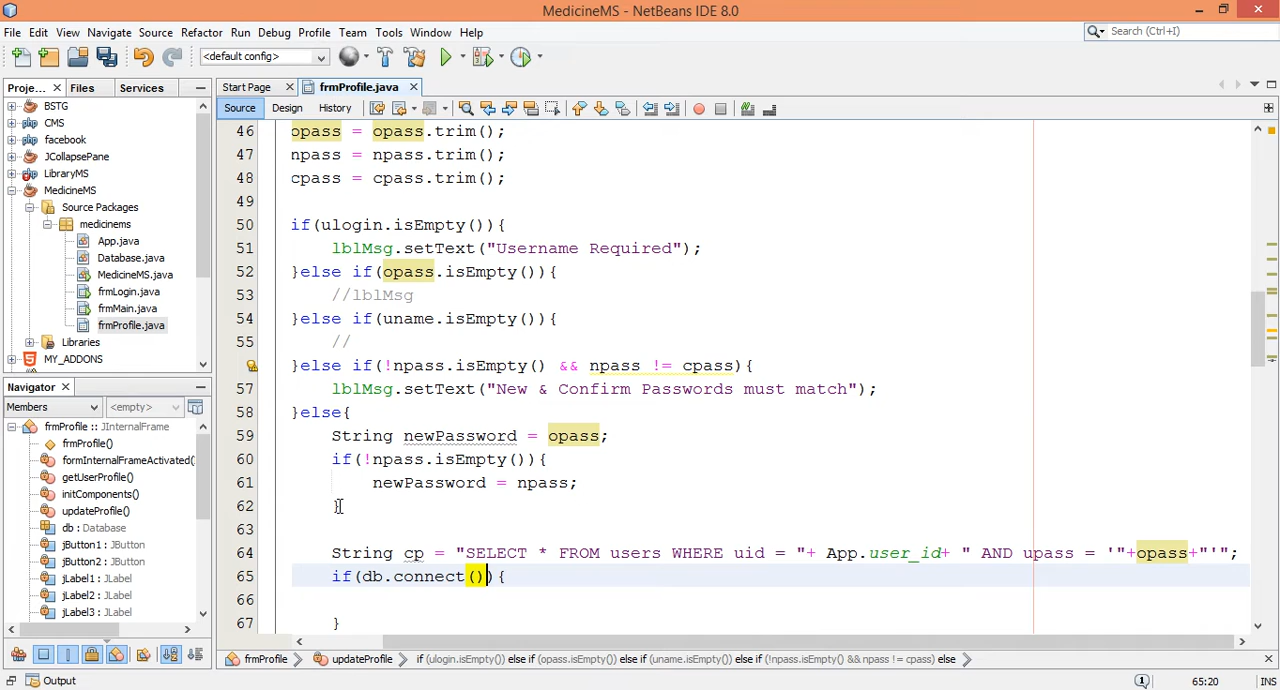 MedicineMS - NetBeans IDE 8.0
File Edit View Navigate Source Refactor Run Debug Profile Team Tools Window Help
Search (Ctrl+I)
<default config>
Proje... Files Services
Start Page frmProfile.java
Source Design History
BSTG
CMS
facebook
JCollapsePane
LibraryMS
MedicineMS
Source Packages
medicinems
App.java
Database.java
MedicineMS.java
frmLogin.java
frmMain.java
frmProfile.java
Libraries
MY_ADDONS
Navigator
Members <empty>
frmProfile :: JInternalFrame
frmProfile()
formInternalFrameActivated(
getUserProfile()
initComponents()
updateProfile()
db : Database
jButton1 : JButton
jButton2 : JButton
jLabel1 : JLabel
jLabel2 : JLabel
jLabel3 : JLabel
46 opass = opass.trim();
47 npass = npass.trim();
48 cpass = cpass.trim();
49
50 if(ulogin.isEmpty()){
51 lblMsg.setText("Username Required");
52 }else if(opass.isEmpty()){
53 //lblMsg
54 }else if(uname.isEmpty()){
55 //
}else if(!npass.isEmpty() && npass != cpass){
57 lblMsg.setText("New & Confirm Passwords must match");
58 }else{
59 String newPassword = opass;
60 if(!npass.isEmpty()){
61 newPassword = npass;
62 }
63
64 String cp = "SELECT * FROM users WHERE uid = "+ App.user_id+ " AND upass = '"+opass+"'";
65 if(db.connect()){
66
67 }
frmProfile updateProfile if (ulogin.isEmpty()) else if (opass.isEmpty()) else if (uname.isEmpty()) else if (!npass.isEmpty() && npass != cpass) else
Output
1 65:20 INS